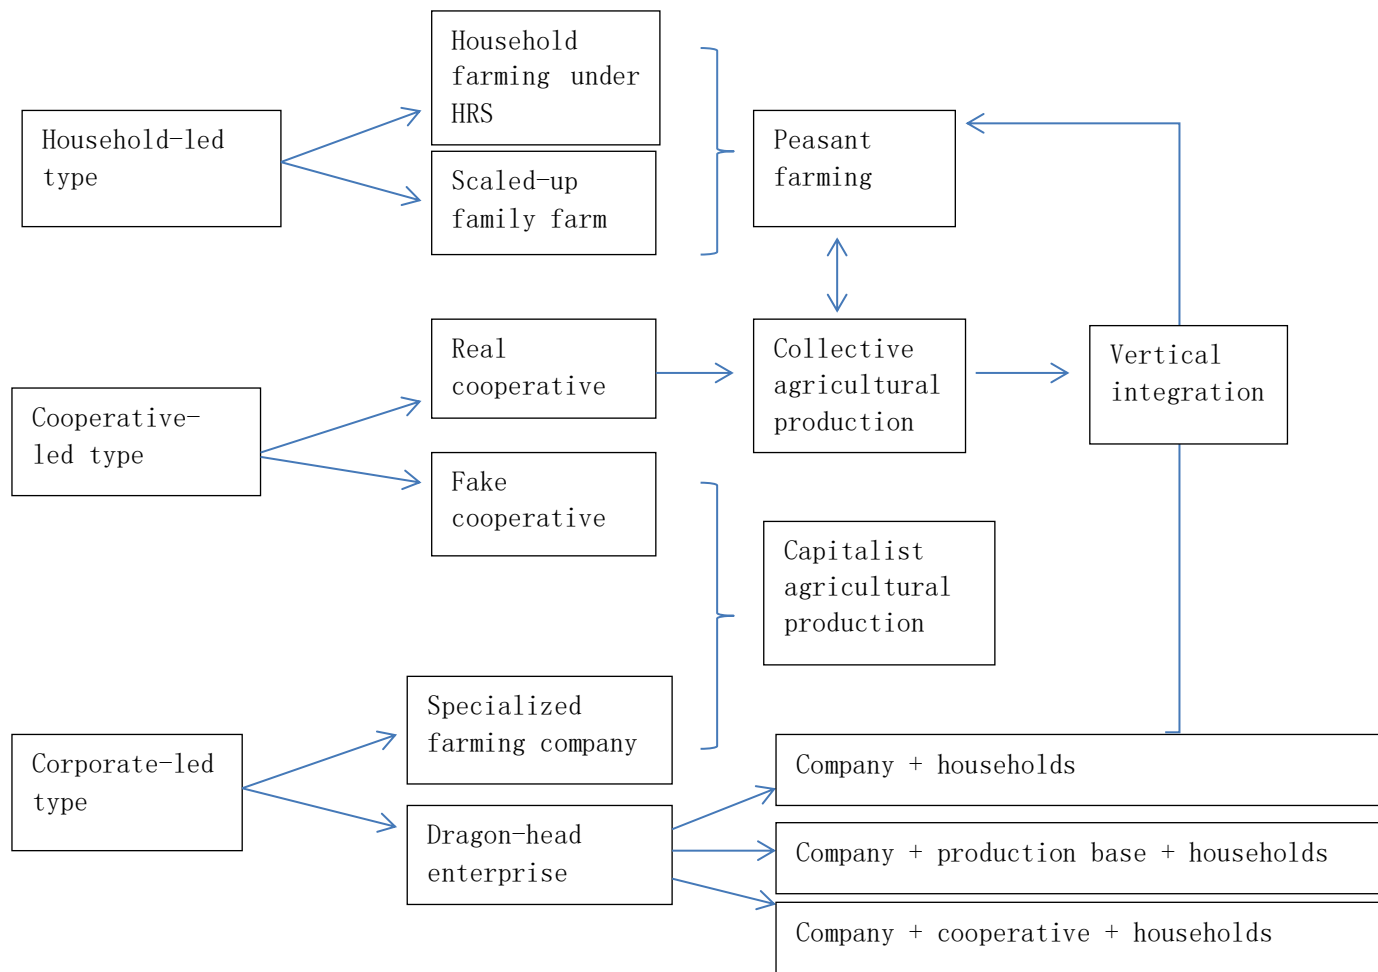 Household
farming under
HRS
Household-led
type
Scaled-up
family farm
Peasant
farming
Real
cooperative
Collective
agricultural
production
Vertical
integration
Cooperative-
led type
Fake
cooperative
Capitalist
agricultural
production
Specialized
farming company
Corporate-led
type
Dragon-head
enterprise
Company + households
Company + production base + households
Company + cooperative + households